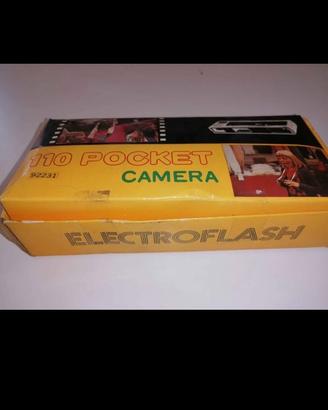 110 POCKET
92231
CAMERA
ELECTROFLASH